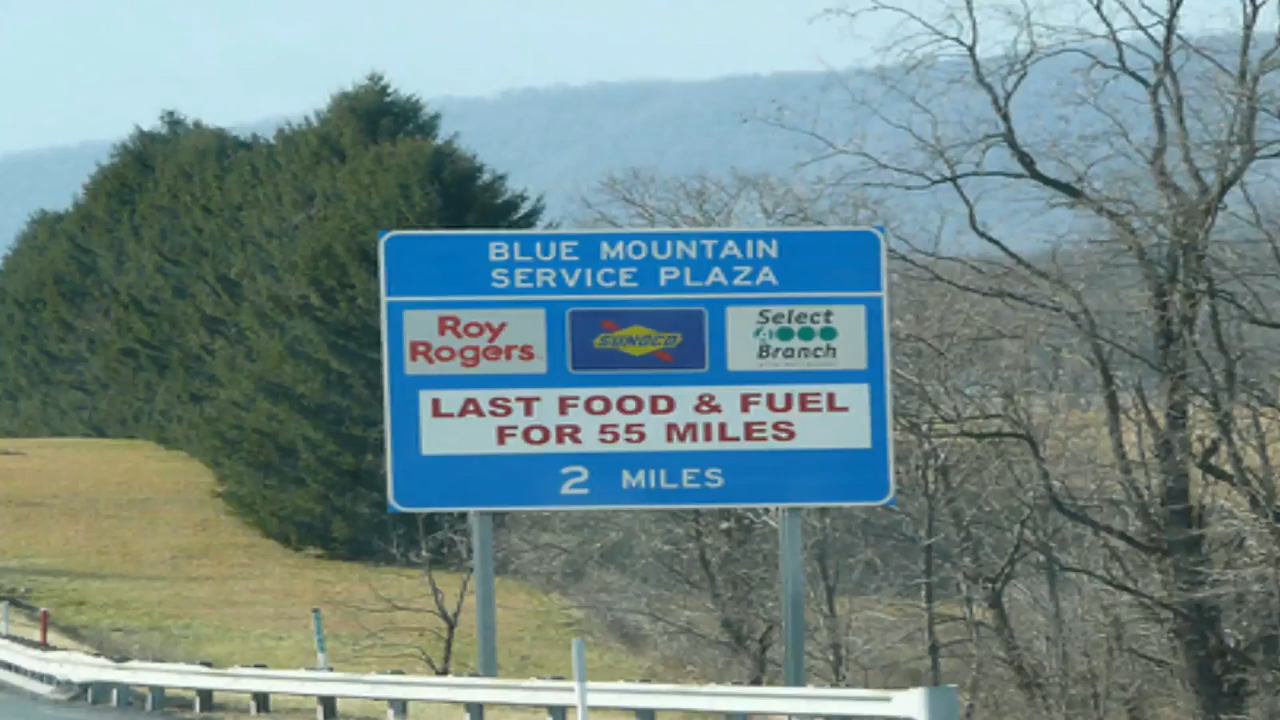 BLUE MOUNTAIN
SERVICE PLAZA
Roy
Rogers
SUNOCO
Select
Branch
LAST FOOD & FUEL
FOR 55 MILES
2 MILES